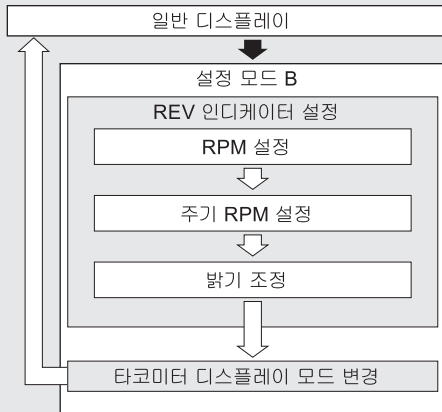 일반 디스플레이
설정 모드 B
REV 인디케이터 설정
RPM 설정
주기 RPM 설정
밝기 조정
타코미터 디스플레이 모드 변경